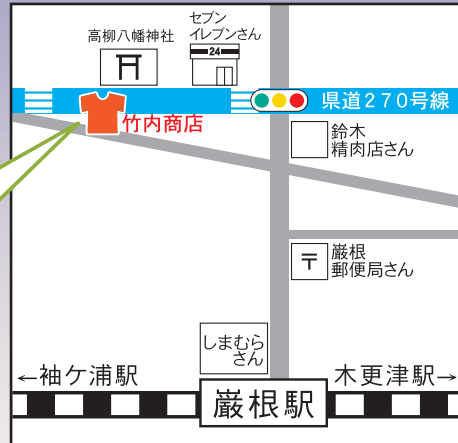 セブン
イレブンさん
高柳八幡神社
24
県道270号線
竹内商店
鈴木
精肉店さん
〒
巌根
郵便局さん
しまむら
さん
←袖ケ浦駅
木更津駅→
巌根駅